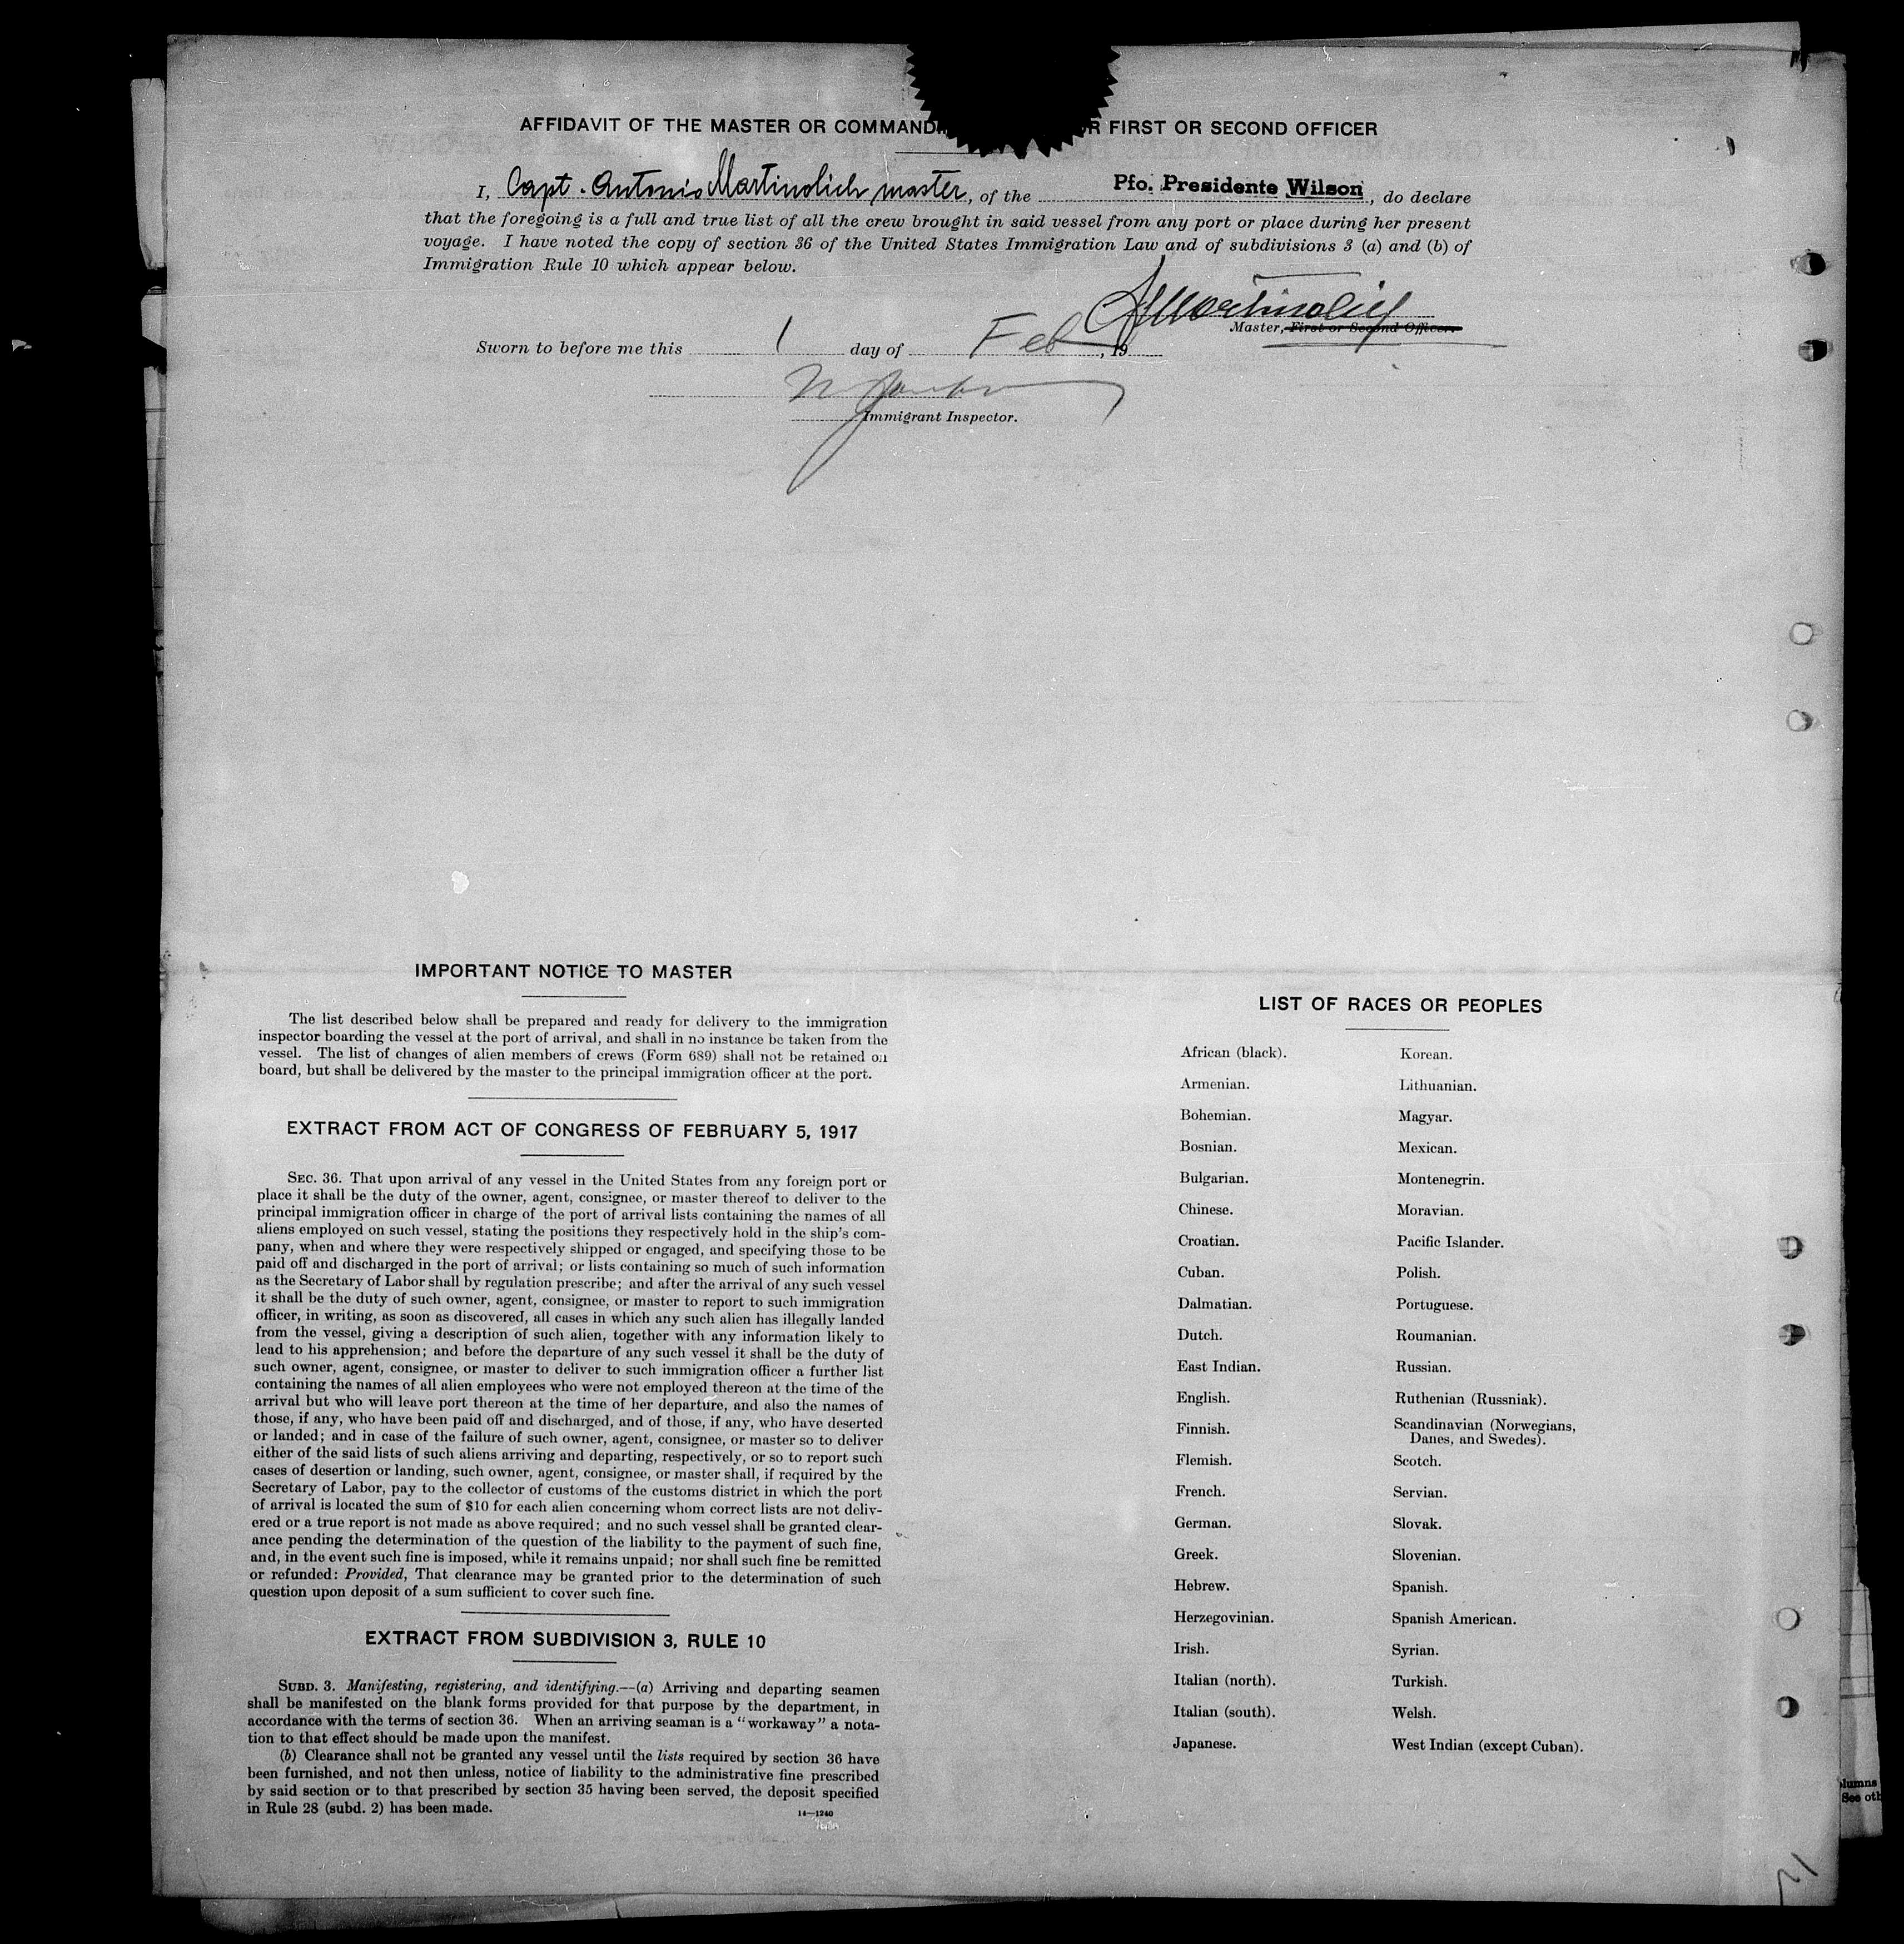 AFFIDAVIT OF THE MASTER OR COMMAND R FIRST OR SECOND OFFICER
I, Capt. Antonio Martinolich master, of the Pfo. Presidente Wilson, do declare
that the foregoing is a full and true list of all the crew brought in said vessel from any port or place during her present
voyage. I have noted the copy of section 36 of the United States Immigration Law and of subdivisions 3 (a) and (b) of
Immigration Rule 10 which appear below.
AMartinolich
Master, First or Second Officer.
Sworn to before me this 1 day of Feb, 19
Immigrant Inspector.
IMPORTANT NOTICE TO MASTER
The list described below shall be prepared and ready for delivery to the immigration
inspector boarding the vessel at the port of arrival, and shall in no instance be taken from the
vessel. The list of changes of alien members of crews (Form 689) shall not be retained on
board, but shall be delivered by the master to the principal immigration officer at the port.
EXTRACT FROM ACT OF CONGRESS OF FEBRUARY 5, 1917
SEC. 36. That upon arrival of any vessel in the United States from any foreign port or
place it shall be the duty of the owner, agent, consignee, or master thereof to deliver to the
principal immigration officer in charge of the port of arrival lists containing the names of all
aliens employed on such vessel, stating the positions they respectively hold in the ship's com-
pany, when and where they were respectively shipped or engaged, and specifying those to be
paid off and discharged in the port of arrival; or lists containing so much of such information
as the Secretary of Labor shall by regulation prescribe; and after the arrival of any such vessel
it shall be the duty of such owner, agent, consignee, or master to report to such immigration
officer, in writing, as soon as discovered, all cases in which any such alien has illegally landed
from the vessel, giving a description of such alien, together with any information likely to
lead to his apprehension; and before the departure of any such vessel it shall be the duty of
such owner, agent, consignee, or master to deliver to such immigration officer a further list
containing the names of all alien employees who were not employed thereon at the time of the
arrival but who will leave port thereon at the time of her departure, and also the names of
those, if any, who have been paid off and discharged, and of those, if any, who have deserted
or landed; and in case of the failure of such owner, agent, consignee, or master so to deliver
either of the said lists of such aliens arriving and departing, respectively, or so to report such
cases of desertion or landing, such owner, agent, consignee, or master shall, if required by the
Secretary of Labor, pay to the collector of customs of the customs district in which the port
of arrival is located the sum of $10 for each alien concerning whom correct lists are not deliv-
ered or a true report is not made as above required; and no such vessel shall be granted clear-
ance pending the determination of the question of the liability to the payment of such fine,
and, in the event such fine is imposed, while it remains unpaid; nor shall such fine be remitted
or refunded: Provided, That clearance may be granted prior to the determination of such
question upon deposit of a sum sufficient to cover such fine.
EXTRACT FROM SUBDIVISION 3, RULE 10
SUBD. 3. Manifesting, registering, and identifying.—(a) Arriving and departing seamen
shall be manifested on the blank forms provided for that purpose by the department, in
accordance with the terms of section 36. When an arriving seaman is a "workaway" a nota-
tion to that effect should be made upon the manifest.
(b) Clearance shall not be granted any vessel until the lists required by section 36 have
been furnished, and not then unless, notice of liability to the administrative fine prescribed
by said section or to that prescribed by section 35 having been served, the deposit specified
in Rule 28 (subd. 2) has been made.
14—1240
LIST OF RACES OR PEOPLES
African (black).
Armenian.
Bohemian.
Bosnian.
Bulgarian.
Chinese.
Croatian.
Cuban.
Dalmatian.
Dutch.
East Indian.
English.
Finnish.
Flemish.
French.
German.
Greek.
Hebrew.
Herzegovinian.
Irish.
Italian (north).
Italian (south).
Japanese.
Korean.
Lithuanian.
Magyar.
Mexican.
Montenegrin.
Moravian.
Pacific Islander.
Polish.
Portuguese.
Roumanian.
Russian.
Ruthenian (Russniak).
Scandinavian (Norwegians,
Danes, and Swedes).
Scotch.
Servian.
Slovak.
Slovenian.
Spanish.
Spanish American.
Syrian.
Turkish.
Welsh.
West Indian (except Cuban).
lumns
See oth